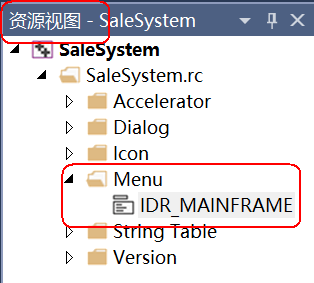 资源视图 - SaleSystem
SaleSystem
SaleSystem.rc
Accelerator
Dialog
Icon
Menu
IDR_MAINFRAME
String Table
Version